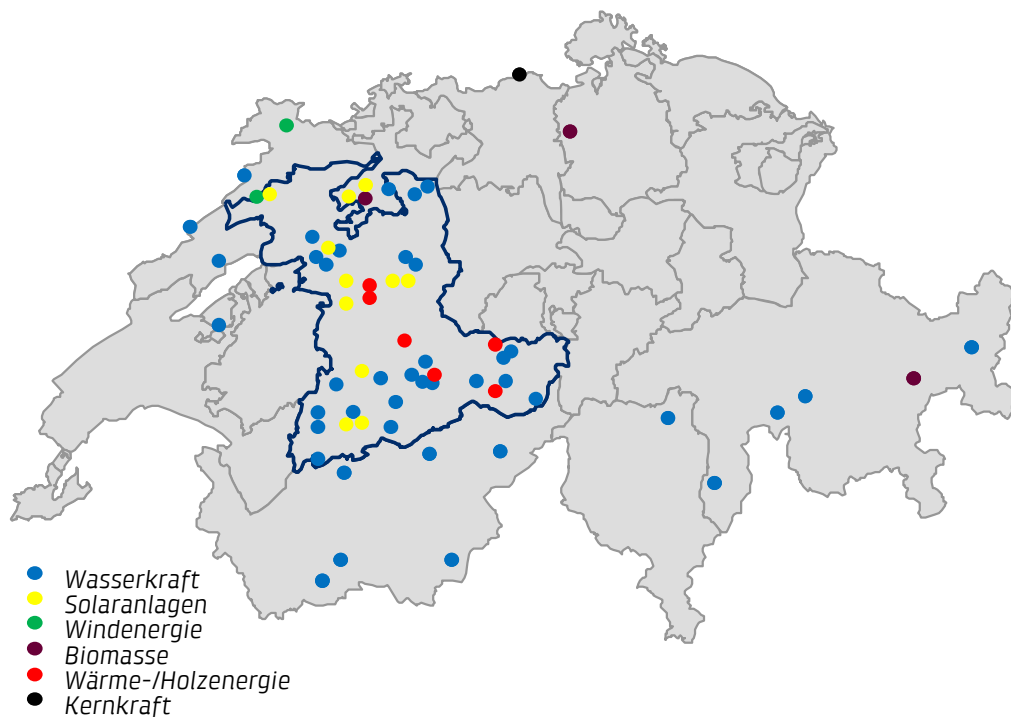 Wasserkraft
Solaranlagen
Windenergie
Biomasse
Wärme-/Holzenergie
Kernkraft